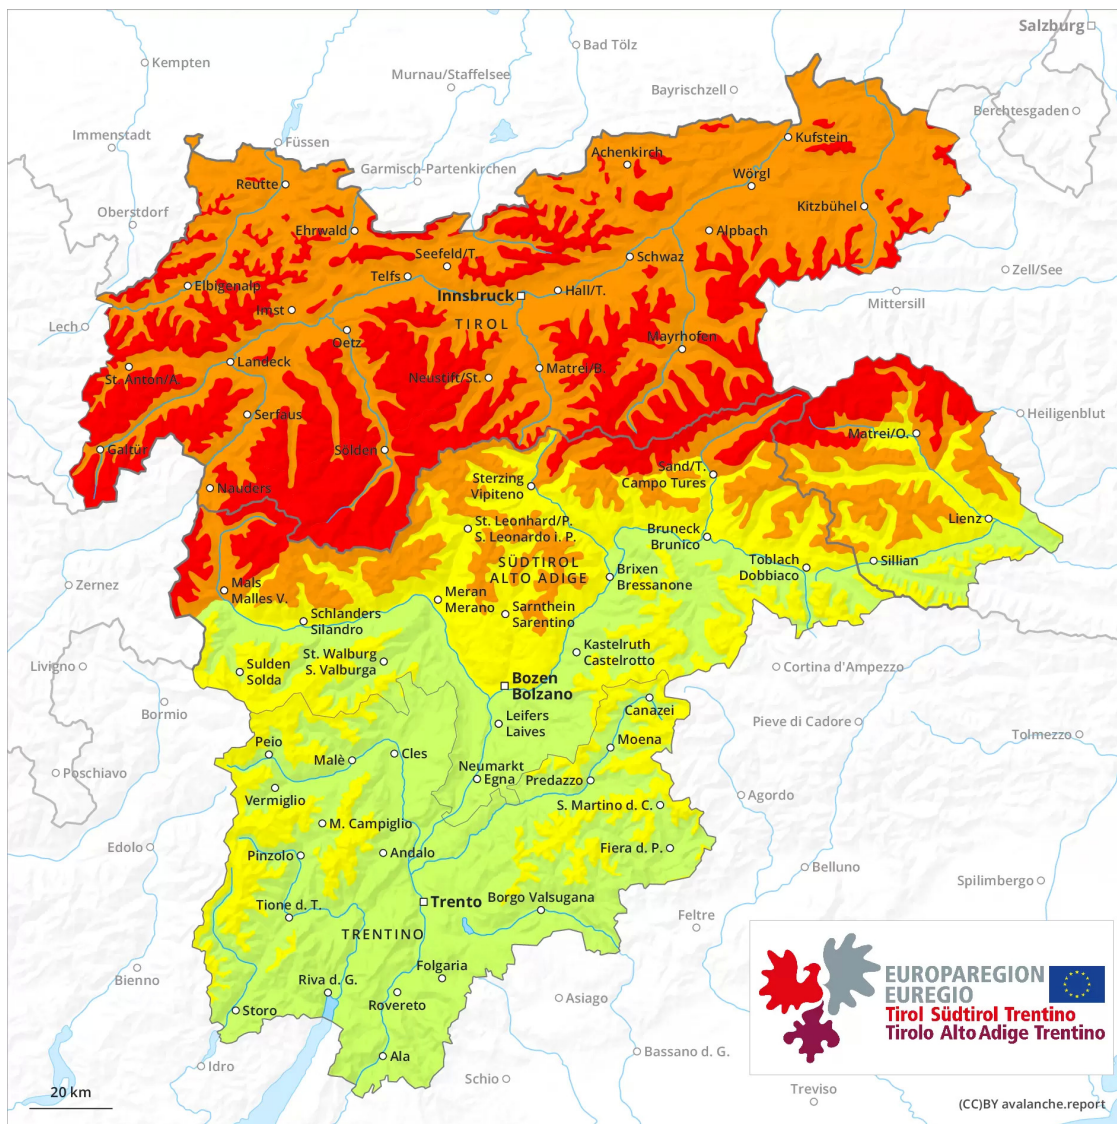 Salzburg
Bad Tölz
Kempten
Murnau/Staffelsee
Bayrischzell
Berchtesgaden
Immenstadt
Füssen
Kufstein
Achenkirch
Garmisch-Partenkirchen
Wörgl
Reutte
Oberstdorf
Kitzbühel
Ehrwald
Alpbach
Seefeld/T.
Schwaz
Zell/See
Telfs
Elbigenalp
Hall/T.
Mittersill
Innsbruck
Imst
TIROL
Lech
Oetz
Mayrhofen
Landeck
St. Anton/A.
Matrei/B.
Neustift/St.
Serfaus
Heiligenblut
Matrei/O.
Galtür
Sölden
Sand/T.
Campo Tures
Sterzing
Vipiteno
Nauders
St. Leonhard/P.
S. Leonardo i. P.
Lienz
Bruneck
Brunico
SÜDTIROL
ALTO ADIGE
Toblach
Dobbiaco
Sillian
Brixen
Bressanone
Zernez
Mals
Malles V.
Meran
Merano
Sarnthein
Sarentino
Schlanders
Silandro
Kastelruth
Castelrotto
St. Walburg
S. Valburga
Livigno
Sulden
Solda
Cortina d'Ampezzo
Bozen
Bolzano
Bormio
Canazei
Leifers
Laives
Pieve di Cadore
Tolmezzo
Moena
Peio
Cles
Malè
Poschiavo
Neumarkt
Egna
Predazzo
Vermiglio
Agordo
S. Martino d. C.
M. Campiglio
Edolo
Pinzolo
Andalo
Fiera d. P.
Belluno
Spilimbergo
Borgo Valsugana
Trento
Tione d. T.
Feltre
TRENTINO
Folgaria
Bienno
Riva d. G.
Rovereto
Asiago
Storo
EUROPAREGION
EUREGIO
Tirol Südtirol Trentino
Tirolo Alto Adige Trentino
Ala
Bassano d. G.
Idro
Schio
Treviso
20 km
(CC)BY avalanche.report